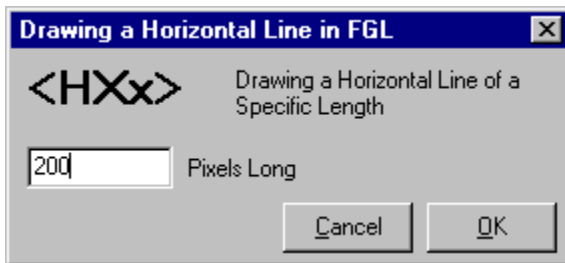 Drawing a Horizontal Line in FGL
<HXx>
Drawing a Horizontal Line of a
Specific Length
200
Pixels Long
Cancel
OK